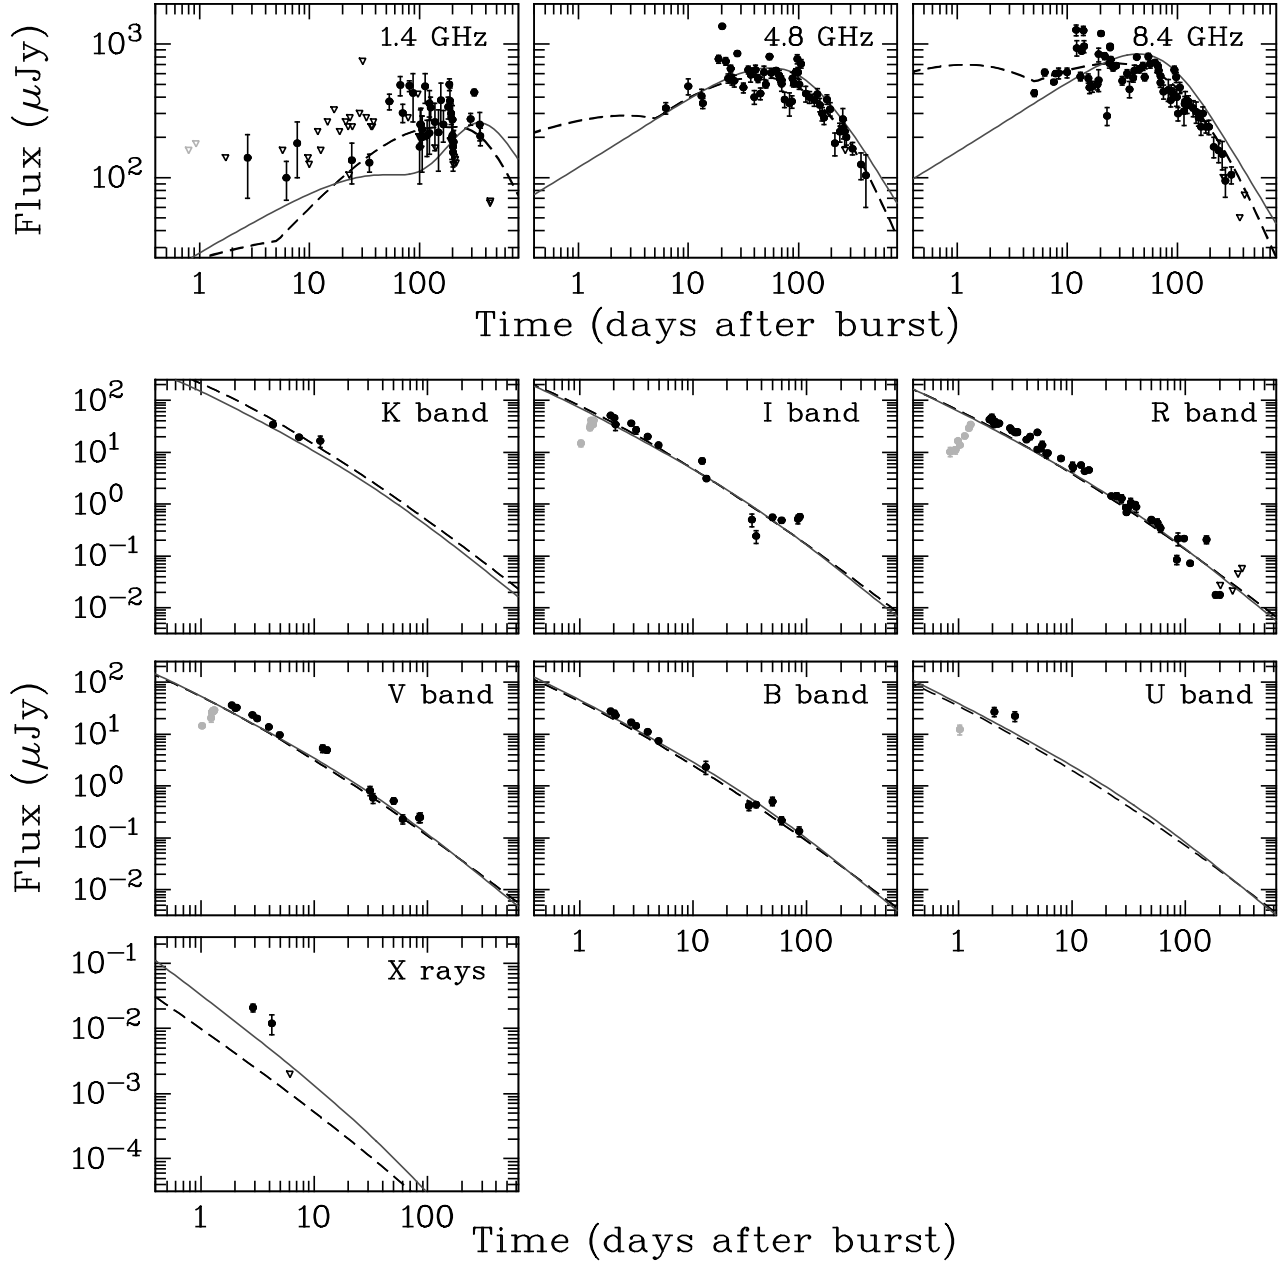 Flux (μJy)
10³
10²
1.4 GHz
4.8 GHz
8.4 GHz
1 10 100
1 10 100
1 10 100
Time (days after burst)
10²
10¹
10⁰
10⁻¹
10⁻²
K band
I band
R band
Flux (μJy)
10²
10¹
10⁰
10⁻¹
10⁻²
V band
B band
U band
1 10 100
1 10 100
10⁻¹
10⁻²
10⁻³
10⁻⁴
X rays
1 10 100
Time (days after burst)